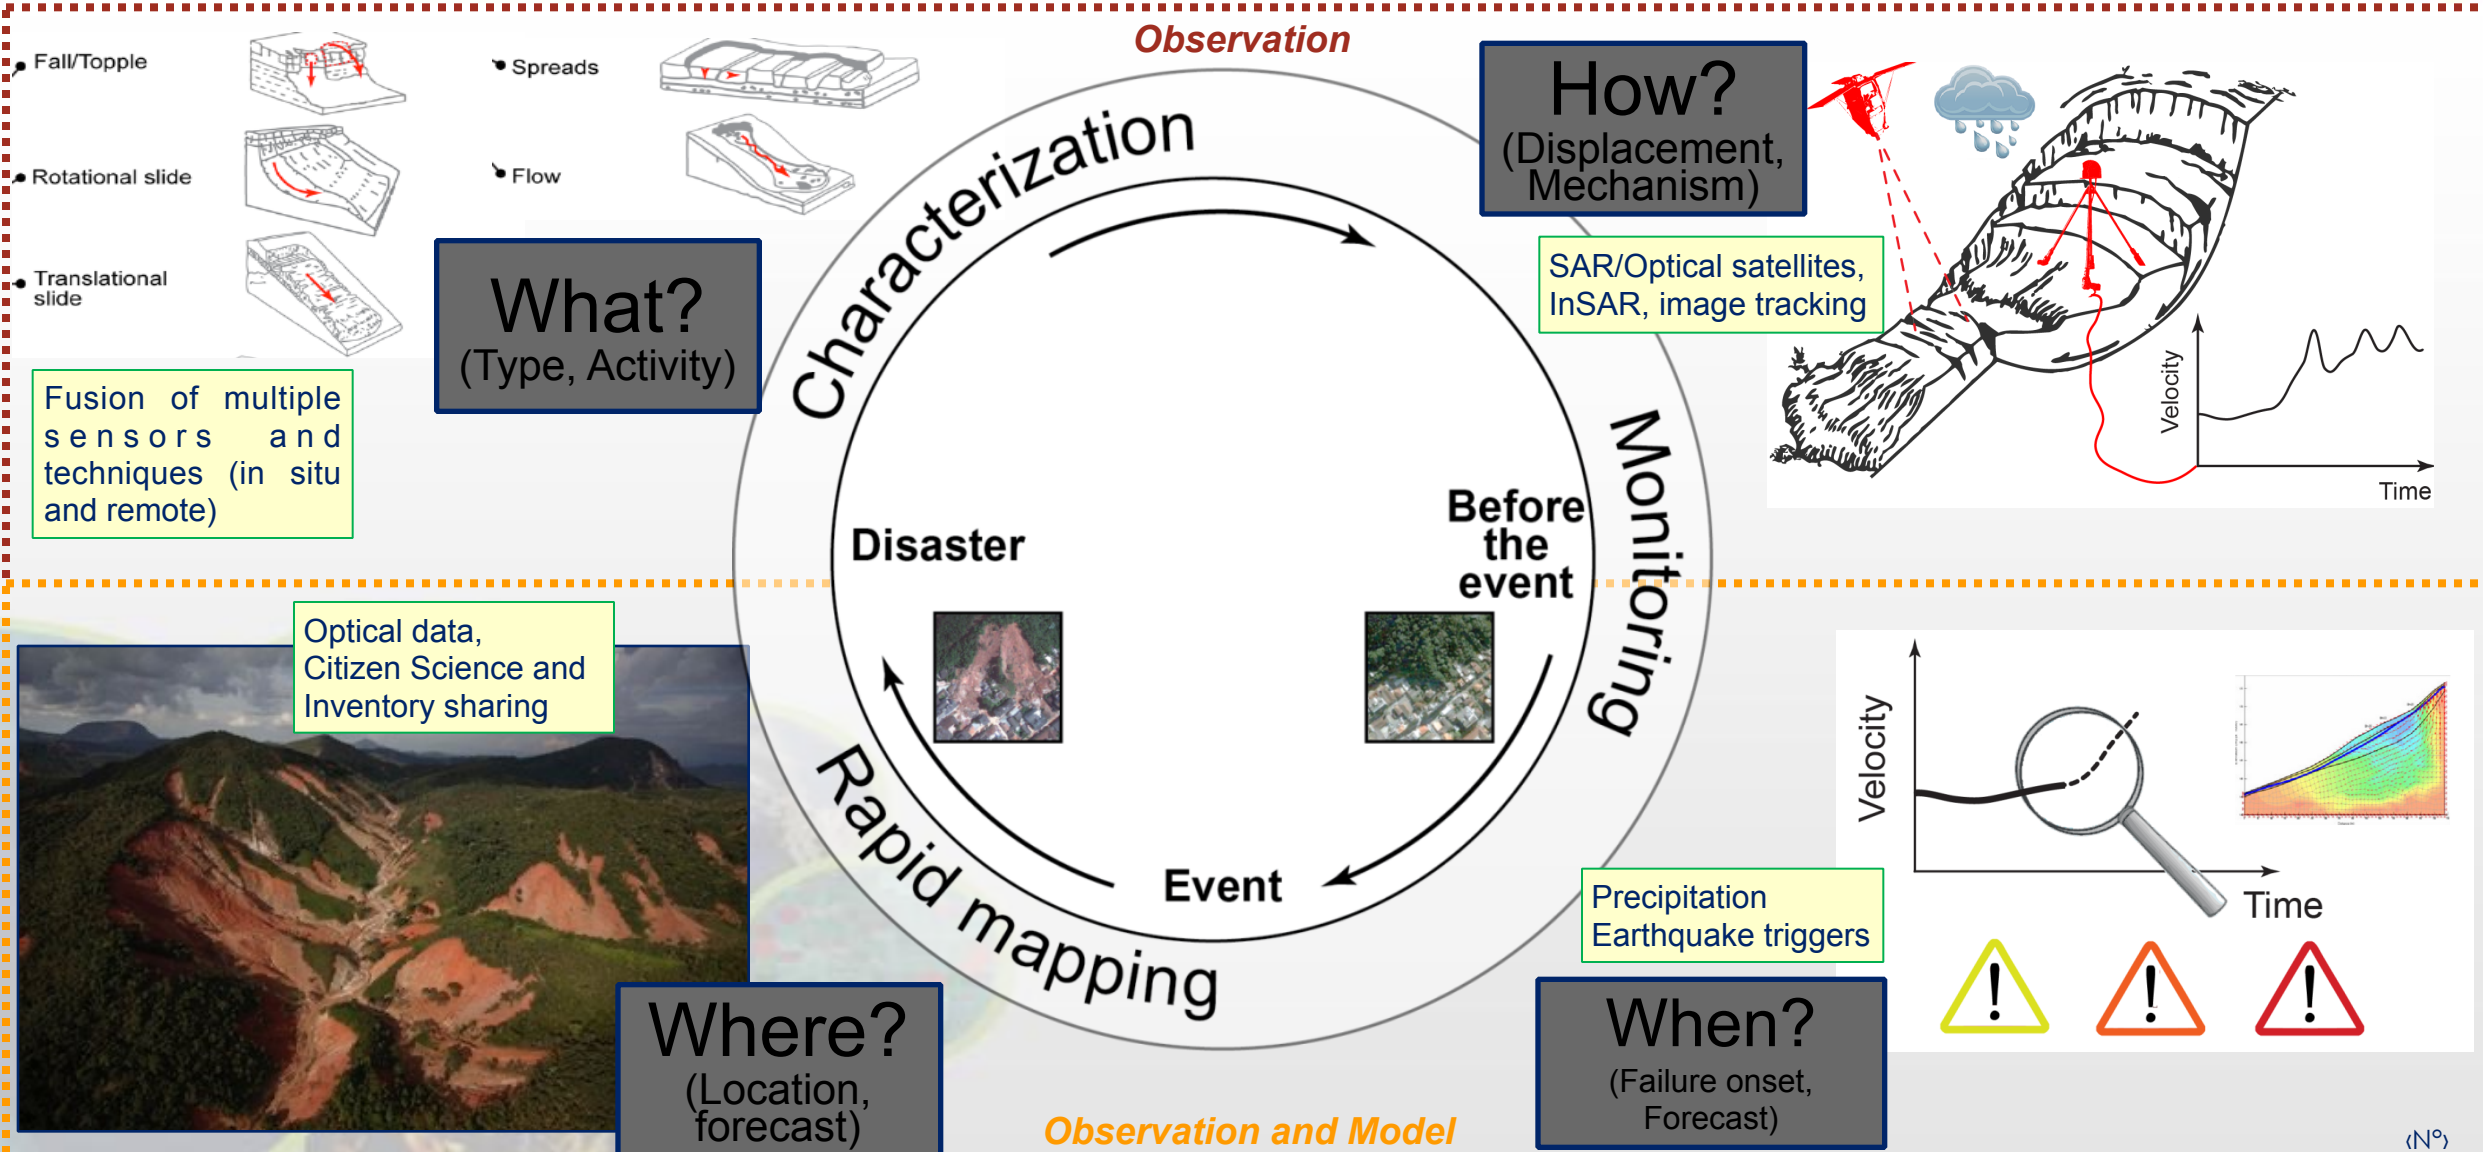 Observation
Fall/Topple
Spreads
Rotational slide
Flow
Translational
slide
What?
(Type, Activity)
Fusion of multiple
sensors and
techniques (in situ
and remote)
How?
(Displacement,
Mechanism)
SAR/Optical satellites,
InSAR, image tracking
Velocity
Time
Characterization
Monitoring
Rapid mapping
Disaster
Before
the
event
Event
Optical data,
Citizen Science and
Inventory sharing
Where?
(Location,
forecast)
Velocity
Time
Precipitation
Earthquake triggers
When?
(Failure onset,
Forecast)
Observation and Model
‹N°›